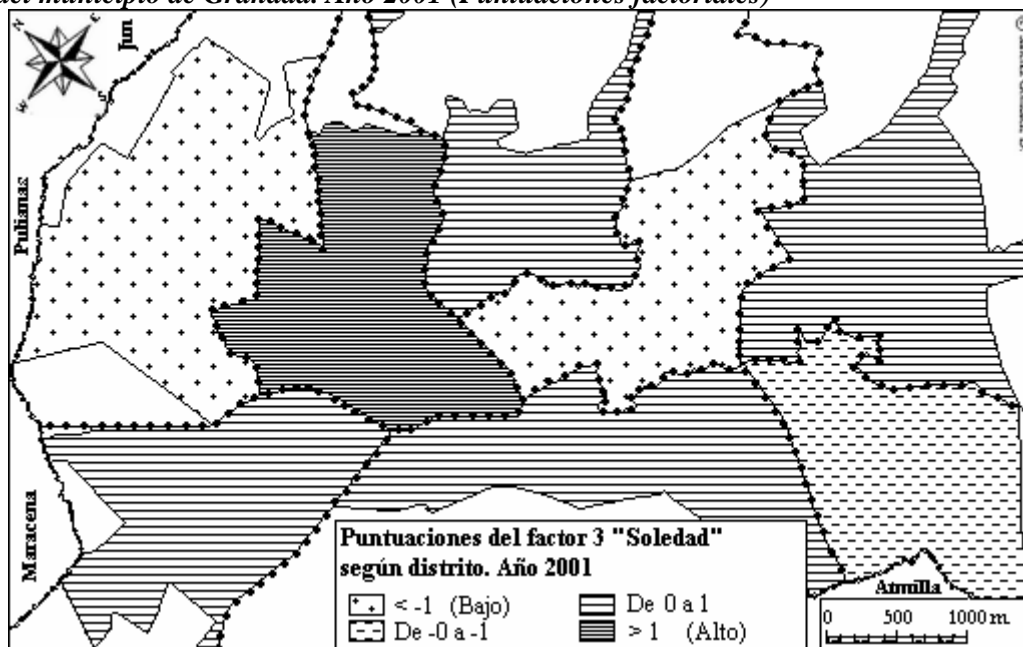 del municipio de Granada. Año 2001 (Puntuaciones factoriales)
N
E
W
S
Jun
Pulianas
Maracena
Puntuaciones del factor 3 "Soledad"
según distrito. Año 2001
< -1 (Bajo)
De 0 a 1
De -0 a -1
> 1 (Alto)
Atmilla
0 500 1000 m.